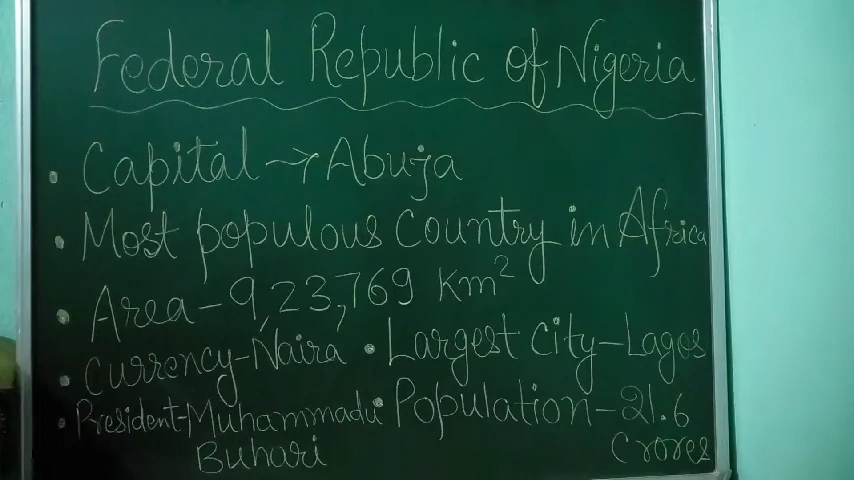 Federal Republic of Nigeria
• Capital → Abuja
• Most populous country in Africa
• Area – 9,23,769 Km²
• Currency – Naira • Largest City – Lagos
• President – Muhammadu Buhari
• Population – 21.6 Crores